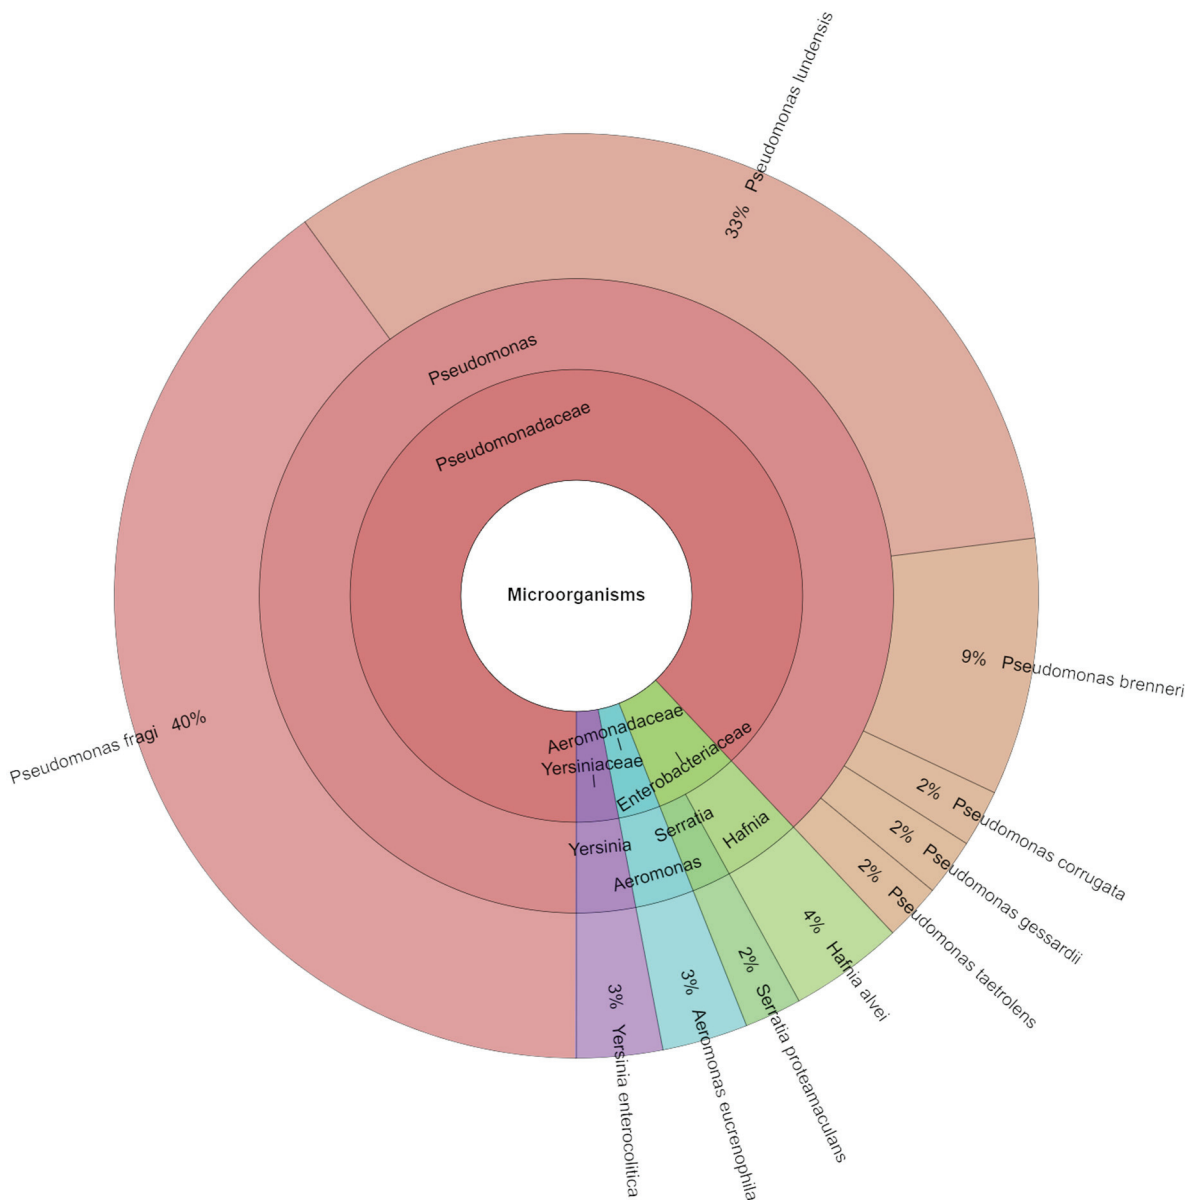 33% Pseudomonas lundensis
Pseudomonas
Pseudomonadaceae
Microorganisms
9% Pseudomonas brenneri
Pseudomonas fragi 40%
Aeromonadaceae
Yersiniaceae
Enterobacteriaceae
Serratia
Hafnia
Yersinia
Aeromonas
2% Pseudomonas corrugata
2% Pseudomonas gessardii
2% Pseudomonas taetrolens
4% Hafnia alvei
2% Serratia proteamaculans
3% Aeromonas eucrenophila
3% Yersinia enterocolitica